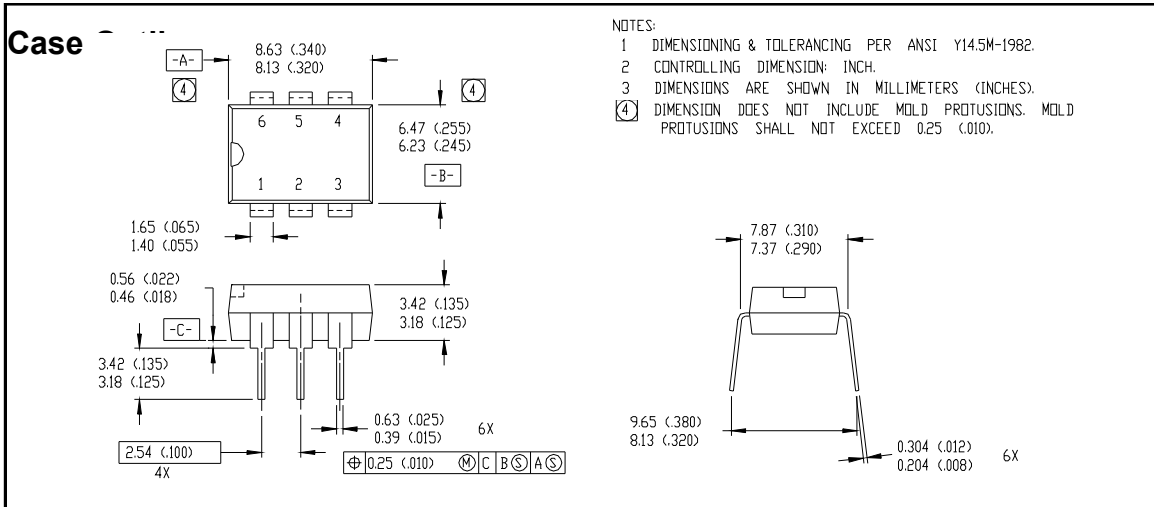 Case
NOTES:
1 DIMENSIONING & TOLERANCING PER ANSI Y14.5M-1982.
2 CONTROLLING DIMENSION: INCH.
3 DIMENSIONS ARE SHOWN IN MILLIMETERS (INCHES).
4 DIMENSION DOES NOT INCLUDE MOLD PROTUSIONS. MOLD
PROTUSIONS SHALL NOT EXCEED 0.25 (.010).
-A-
8.63 (.340)
8.13 (.320)
4
4
6 5 4
1 2 3
6.47 (.255)
6.23 (.245)
-B-
1.65 (.065)
1.40 (.055)
0.56 (.022)
0.46 (.018)
-C-
3.42 (.135)
3.18 (.125)
3.42 (.135)
3.18 (.125)
0.63 (.025)
0.39 (.015)
6X
2.54 (.100)
4X
⌖ 0.25 (.010) Ⓜ C B Ⓢ A Ⓢ
7.87 (.310)
7.37 (.290)
9.65 (.380)
8.13 (.320)
0.304 (.012)
0.204 (.008)
6X